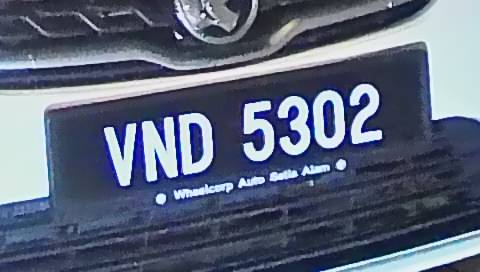 VND 5302
Wheelcorp Auto Setia Alam